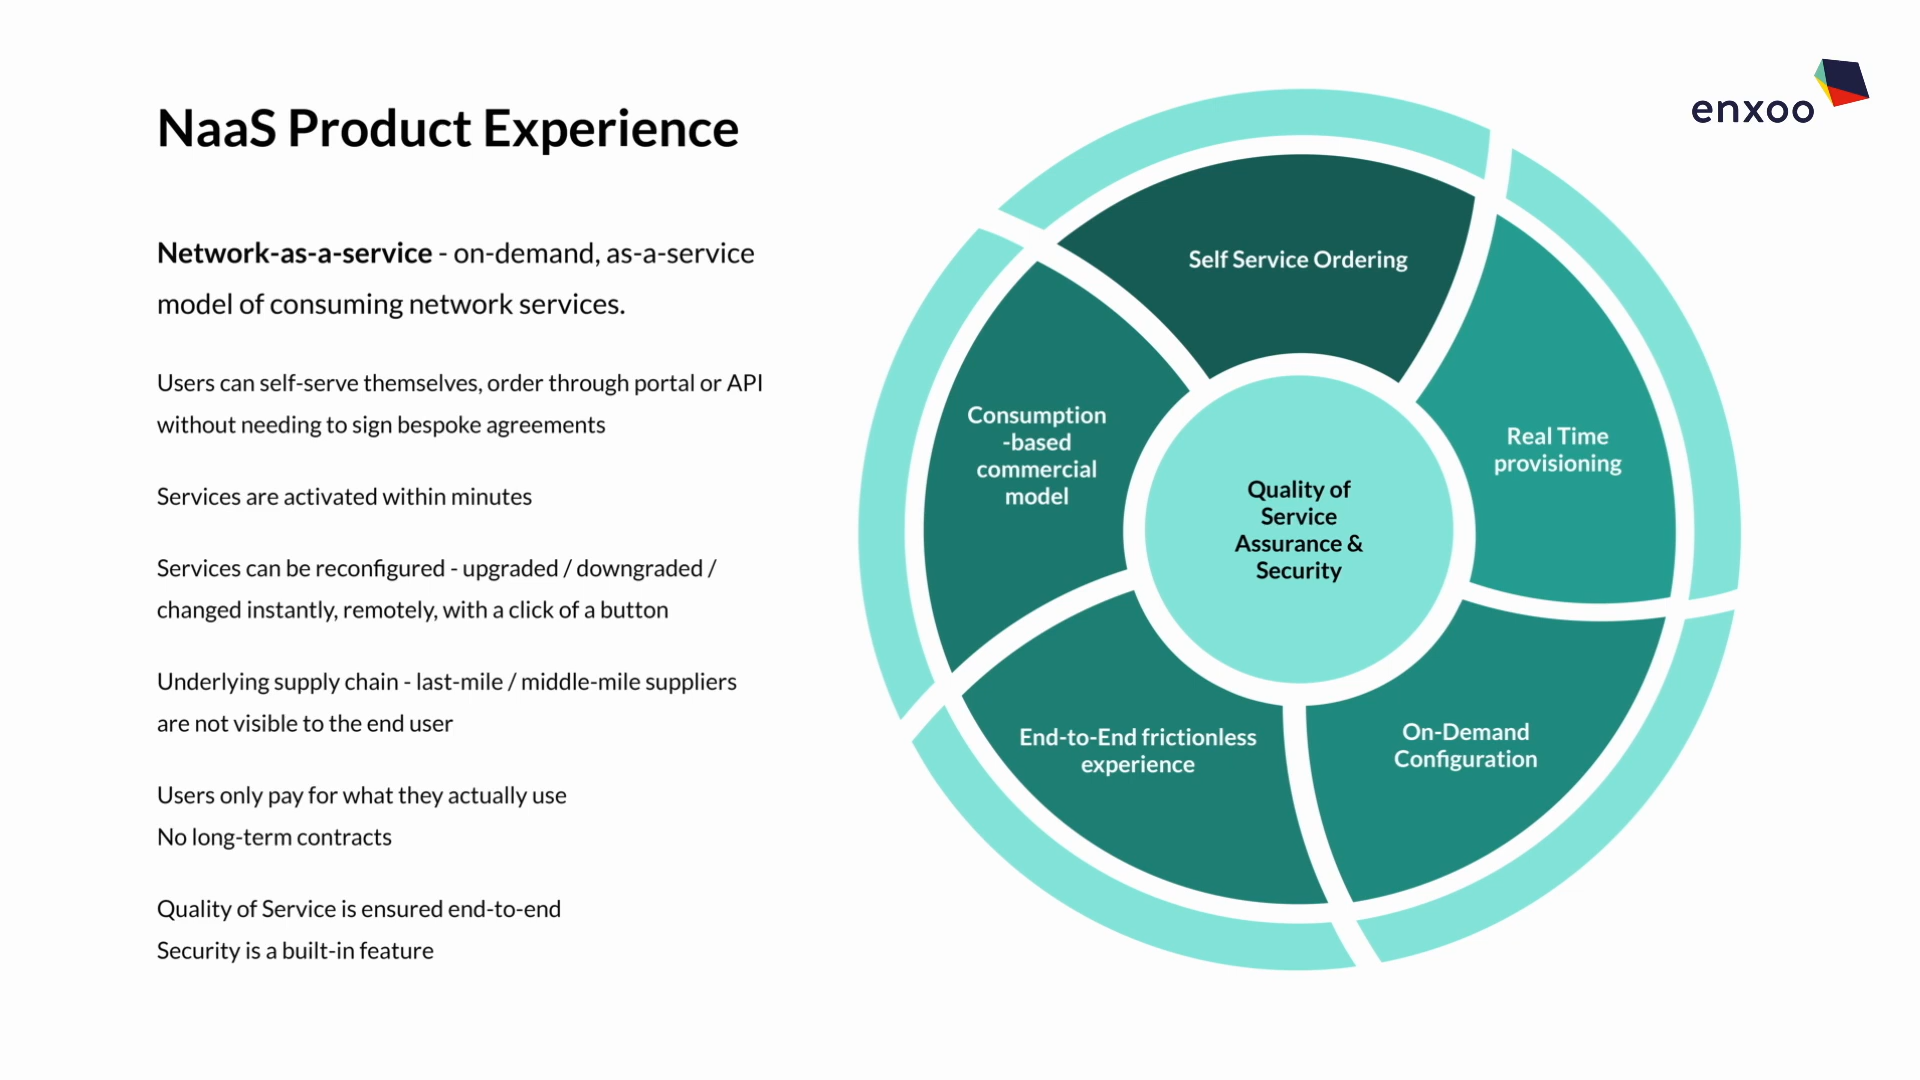 NaaS Product Experience
Network-as-a-service - on-demand, as-a-service
model of consuming network services.
Users can self-serve themselves, order through portal or API
without needing to sign bespoke agreements
Services are activated within minutes
Services can be reconfigured - upgraded / downgraded /
changed instantly, remotely, with a click of a button
Underlying supply chain - last-mile / middle-mile suppliers
are not visible to the end user
Users only pay for what they actually use
No long-term contracts
Quality of Service is ensured end-to-end
Security is a built-in feature
enxoo
Self Service Ordering
Real Time
provisioning
On-Demand
Configuration
End-to-End frictionless
experience
Consumption
-based
commercial
model
Quality of
Service
Assurance &
Security